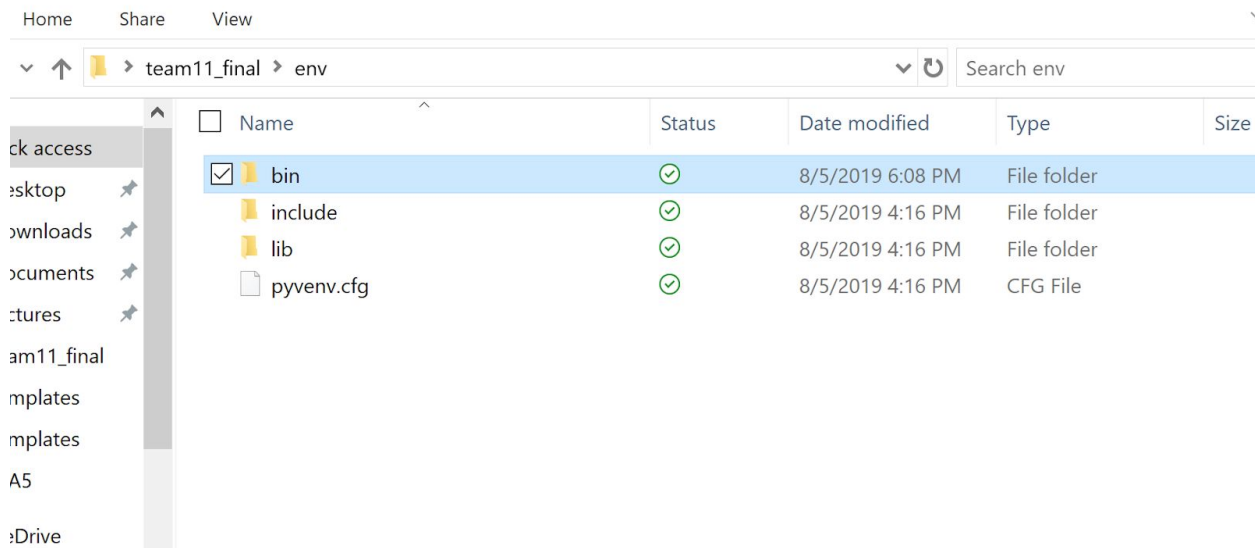 Home Share View
team11_final > env
Search env
Name Status Date modified Type Size
ck access
esktop
ownloads
ocuments
ctures
am11_final
mplates
mplates
A5
eDrive
bin 8/5/2019 6:08 PM File folder
include 8/5/2019 4:16 PM File folder
lib 8/5/2019 4:16 PM File folder
pyvenv.cfg 8/5/2019 4:16 PM CFG File